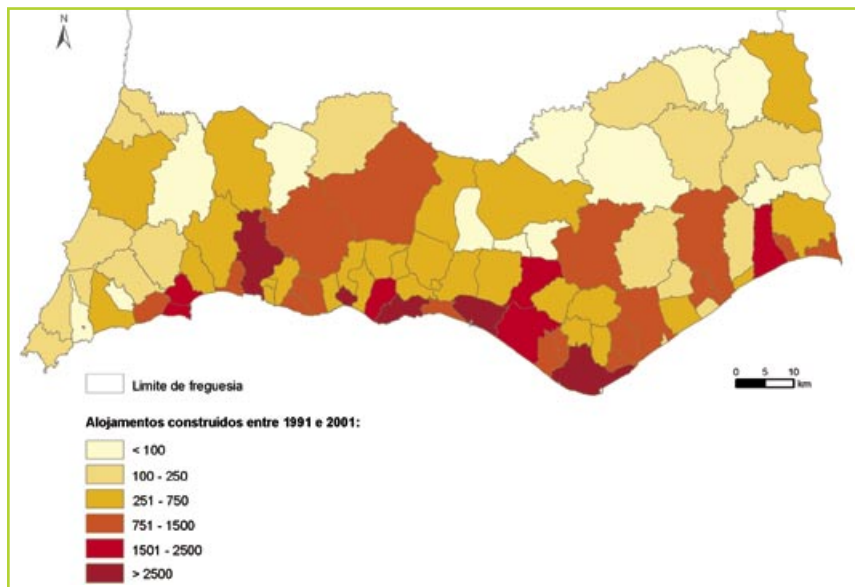 N
0 5 10
km
Limite de freguesia
Alojamentos construídos entre 1991 e 2001:
< 100
100 - 250
251 - 750
751 - 1500
1501 - 2500
> 2500